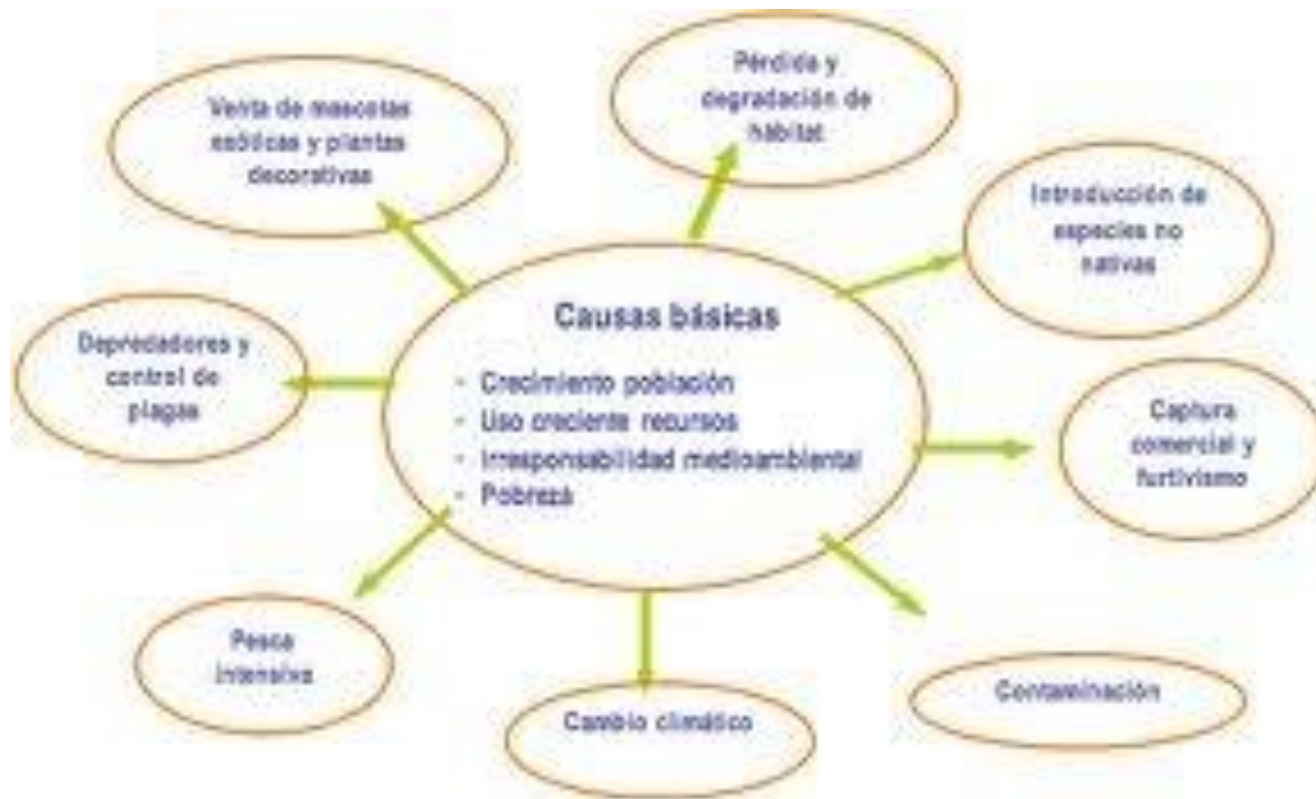 Pérdida y
degradación de
hábitat
Venta de mascotas
exóticas y plantas
decorativas
Introducción de
especies no
nativas
Causas básicas
Depredadores y
control de
plagas
• Crecimiento población
• Uso creciente recursos
• Irresponsabilidad medioambiental
• Pobreza
Captura
comercial y
furtivismo
Pesca
intensiva
Contaminación
Cambio climático